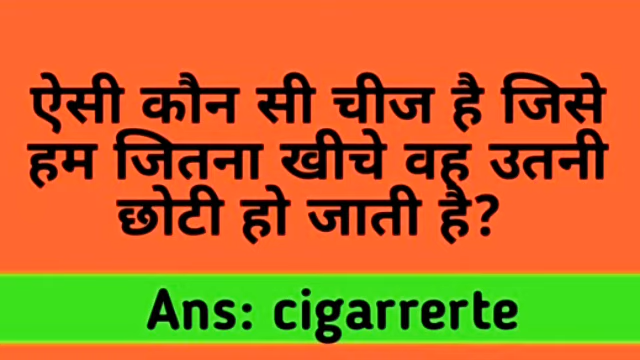 ऐसी कौन सी चीज है जिसे
हम जितना खीचे वह उतनी
छोटी हो जाती है?
Ans: cigarrerte